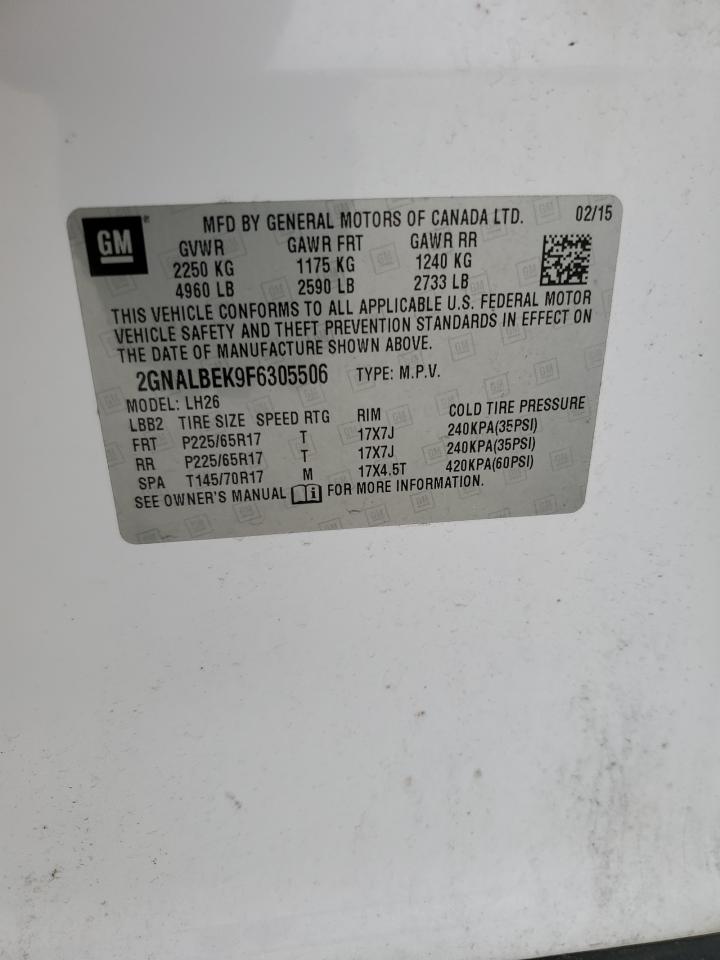 GM® MFD BY GENERAL MOTORS OF CANADA LTD. 02/15
GVWR GAWR FRT GAWR RR
2250 KG 1175 KG 1240 KG
4960 LB 2590 LB 2733 LB
THIS VEHICLE CONFORMS TO ALL APPLICABLE U.S. FEDERAL MOTOR
VEHICLE SAFETY AND THEFT PREVENTION STANDARDS IN EFFECT ON
THE DATE OF MANUFACTURE SHOWN ABOVE.
2GNALBEK9F6305506 TYPE: M.P.V.
MODEL: LH26
LBB2 TIRE SIZE SPEED RTG RIM COLD TIRE PRESSURE
FRT P225/65R17 T 17X7J 240KPA(35PSI)
RR P225/65R17 T 17X7J 240KPA(35PSI)
SPA T145/70R17 M 17X4.5T 420KPA(60PSI)
SEE OWNER'S MANUAL i FOR MORE INFORMATION.